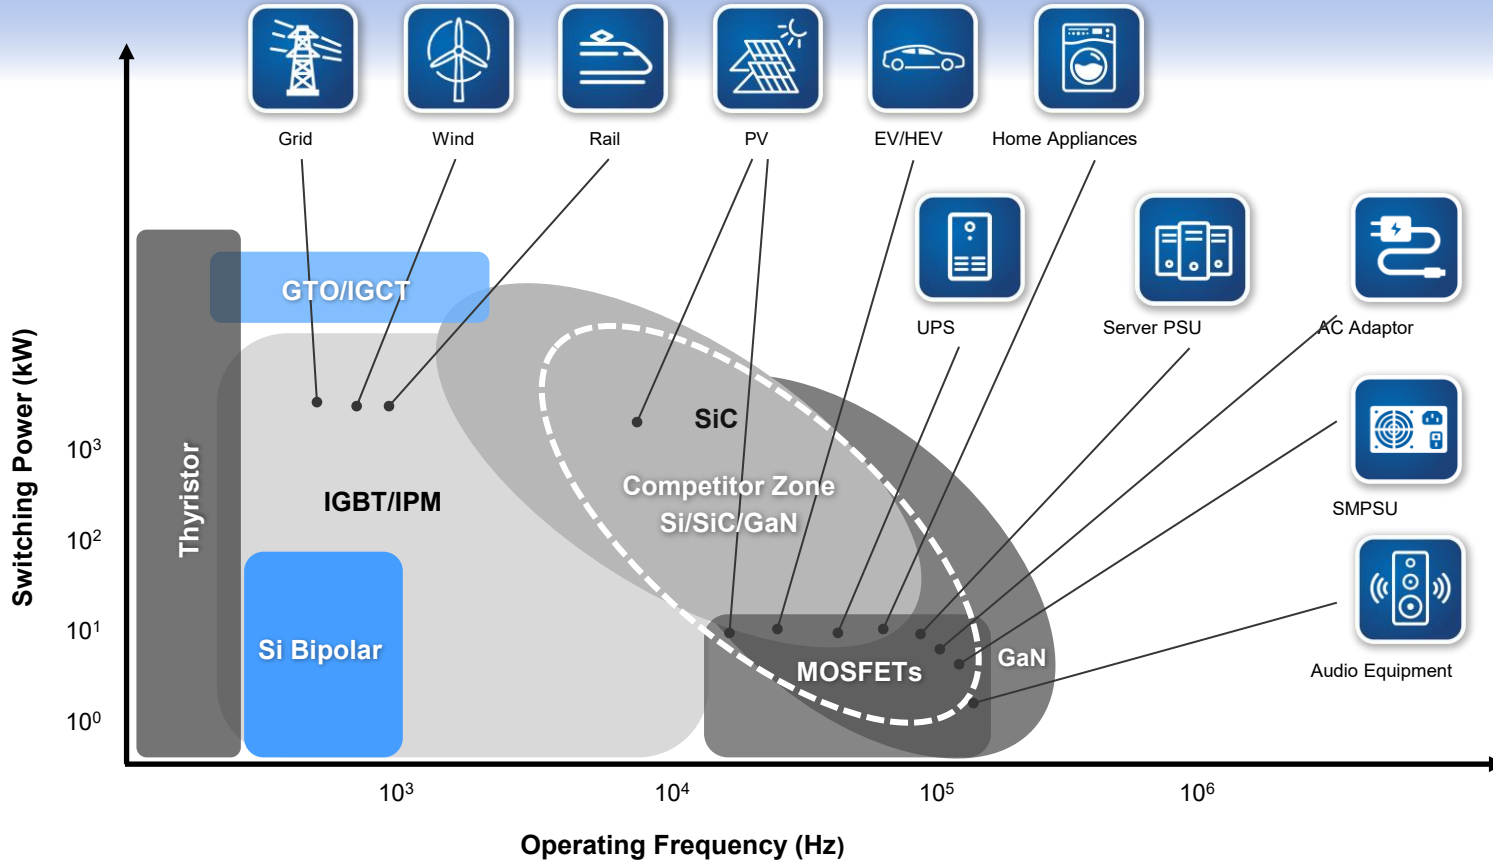 Grid
Wind
Rail
PV
EV/HEV
Home Appliances
UPS
Server PSU
AC Adaptor
SMPSU
Audio Equipment
GTO/IGCT
Thyristor
IGBT/IPM
Si Bipolar
SiC
Competitor Zone
Si/SiC/GaN
MOSFETs
GaN
Switching Power (kW)
10³
10²
10¹
10⁰
10³
10⁴
10⁵
10⁶
Operating Frequency (Hz)